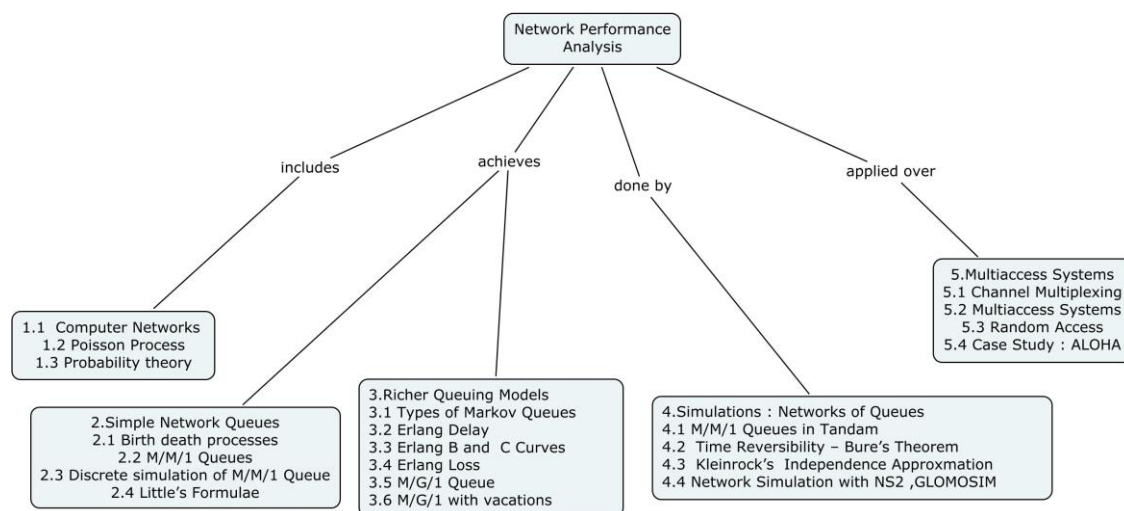 Network Performance
Analysis
includes
achieves
done by
applied over
1.1 Computer Networks
1.2 Poisson Process
1.3 Probability theory
2.Simple Network Queues
2.1 Birth death processes
2.2 M/M/1 Queues
2.3 Discrete simulation of M/M/1 Queue
2.4 Little's Formulae
3.Richer Queuing Models
3.1 Types of Markov Queues
3.2 Erlang Delay
3.3 Erlang B and C Curves
3.4 Erlang Loss
3.5 M/G/1 Queue
3.6 M/G/1 with vacations
4.Simulations : Networks of Queues
4.1 M/M/1 Queues in Tandam
4.2 Time Reversibility – Bure's Theorem
4.3 Kleinrock's Independence Approxmation
4.4 Network Simulation with NS2 ,GLOMOSIM
5.Multiaccess Systems
5.1 Channel Multiplexing
5.2 Multiaccess Systems
5.3 Random Access
5.4 Case Study : ALOHA